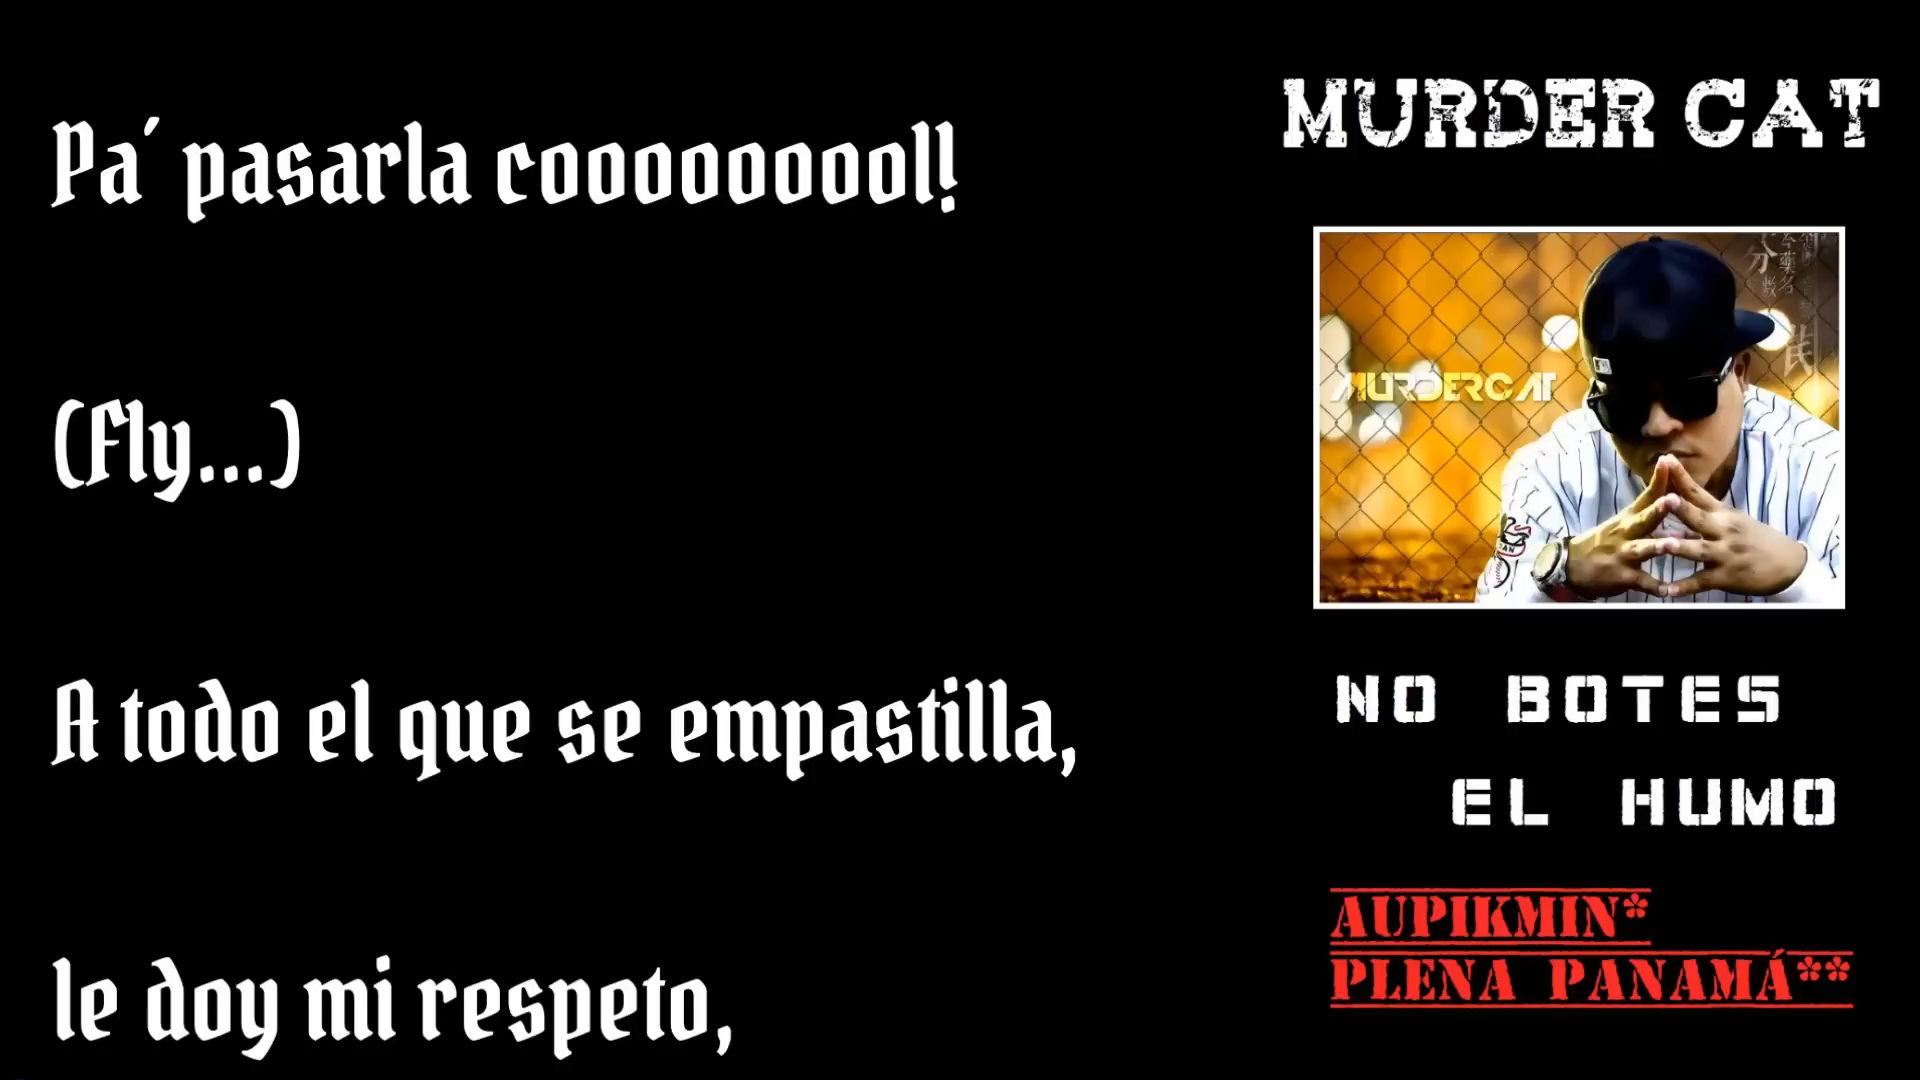 Pa´ pasarla cooooooool!
(Fly...)
A todo el que se empastilla,
le doy mi respeto,
MURDER CAT
MURDERCAT
NO BOTES
EL HUMO
AUPIKMIN*
PLENA PANAMÁ**